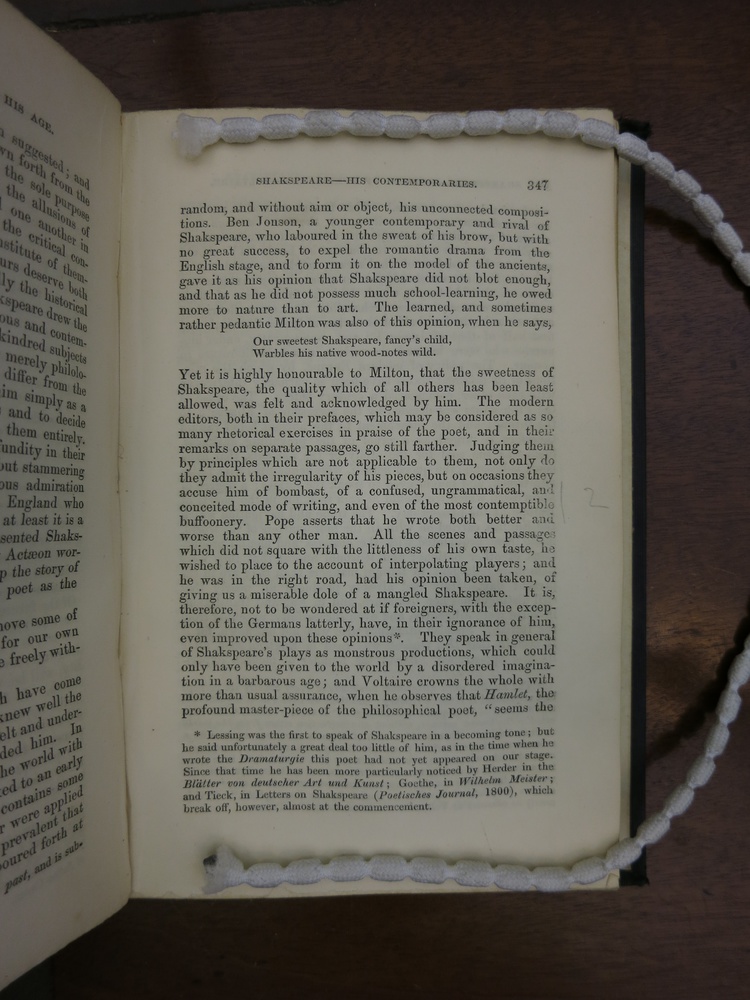 HIS AGE.
n suggested; and
wn forth from the
the sole purpose
the allusions of
one another in
the critical con-
nstitute of them-
urs deserve both
ly the historical
kspeare drew the
ous and contem-
kindred subjects
merely philolo-
differ from the
im simply as a
and to decide
them entirely.
fundity in their
out stammering
ous admiration
England who
at least it is a
sented Shaks-
Actæon wor-
p the story of
poet as the
nove some of
for our own
e freely with-
h have come
knew well the
elt and under-
ded him. In
he world with
ed to an early
contains some
r were applied
prevalent that
oured forth at
past, and is sub-
SHAKSPEARE—HIS CONTEMPORARIES. 347
random, and without aim or object, his unconnected composi-
tions. Ben Jonson, a younger contemporary and rival of
Shakspeare, who laboured in the sweat of his brow, but with
no great success, to expel the romantic drama from the
English stage, and to form it on the model of the ancients,
gave it as his opinion that Shakspeare did not blot enough,
and that as he did not possess much school-learning, he owed
more to nature than to art. The learned, and sometimes
rather pedantic Milton was also of this opinion, when he says,
Our sweetest Shakspeare, fancy's child,
Warbles his native wood-notes wild.
Yet it is highly honourable to Milton, that the sweetness of
Shakspeare, the quality which of all others has been least
allowed, was felt and acknowledged by him. The modern
editors, both in their prefaces, which may be considered as so
many rhetorical exercises in praise of the poet, and in their
remarks on separate passages, go still farther. Judging them
by principles which are not applicable to them, not only do
they admit the irregularity of his pieces, but on occasions they
accuse him of bombast, of a confused, ungrammatical, and 2
conceited mode of writing, and even of the most contemptible
buffoonery. Pope asserts that he wrote both better and
worse than any other man. All the scenes and passages
which did not square with the littleness of his own taste, he
wished to place to the account of interpolating players; and
he was in the right road, had his opinion been taken, of
giving us a miserable dole of a mangled Shakspeare. It is,
therefore, not to be wondered at if foreigners, with the excep-
tion of the Germans latterly, have, in their ignorance of him,
even improved upon these opinions*. They speak in general
of Shakspeare's plays as monstrous productions, which could
only have been given to the world by a disordered imagina-
tion in a barbarous age; and Voltaire crowns the whole with
more than usual assurance, when he observes that Hamlet, the
profound master-piece of the philosophical poet, "seems the
* Lessing was the first to speak of Shakspeare in a becoming tone; but
he said unfortunately a great deal too little of him, as in the time when he
wrote the Dramaturgie this poet had not yet appeared on our stage.
Since that time he has been more particularly noticed by Herder in the
Blätter von deutscher Art und Kunst; Goethe, in Wilhelm Meister;
and Tieck, in Letters on Shakspeare (Poetisches Journal, 1800), which
break off, however, almost at the commencement.